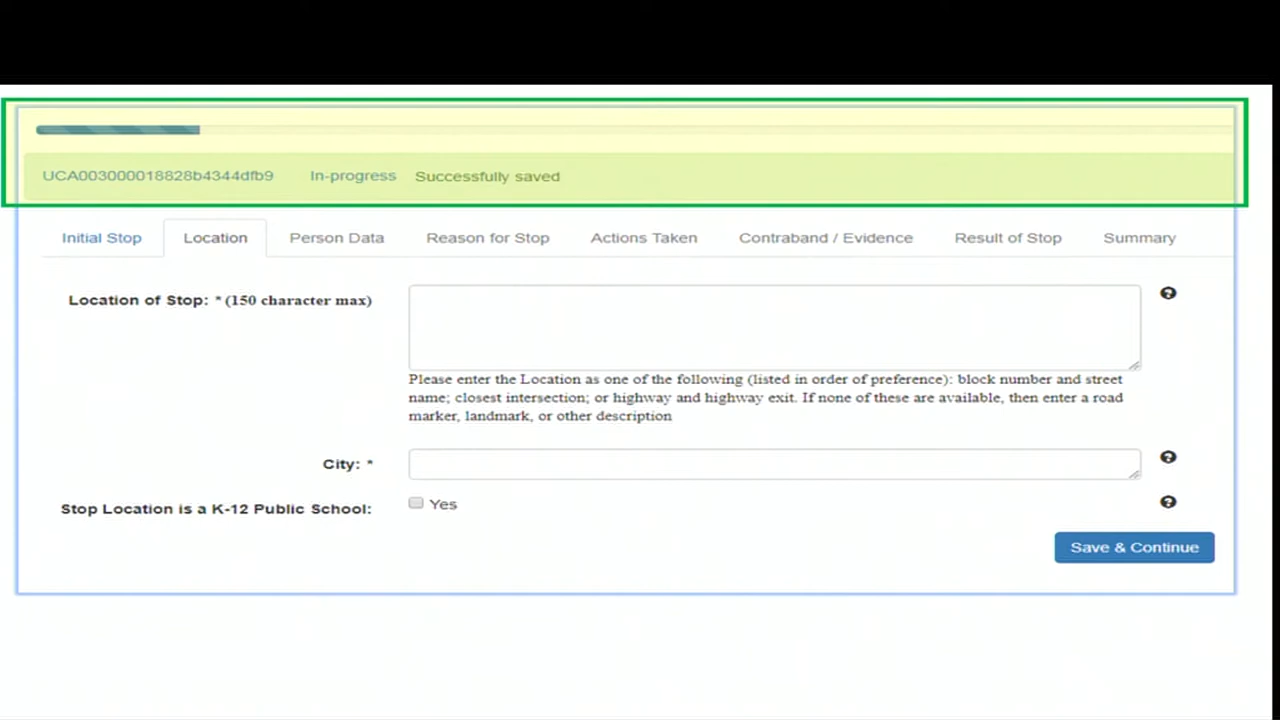 UCA003000018828b4344dfb9 In-progress Successfully saved
Initial Stop Location Person Data Reason for Stop Actions Taken Contraband / Evidence Result of Stop Summary
Location of Stop: * (150 character max)
Please enter the Location as one of the following (listed in order of preference): block number and street
name; closest intersection; or highway and highway exit. If none of these are available, then enter a road
marker, landmark, or other description
City: *
Stop Location is a K-12 Public School: Yes
Save & Continue